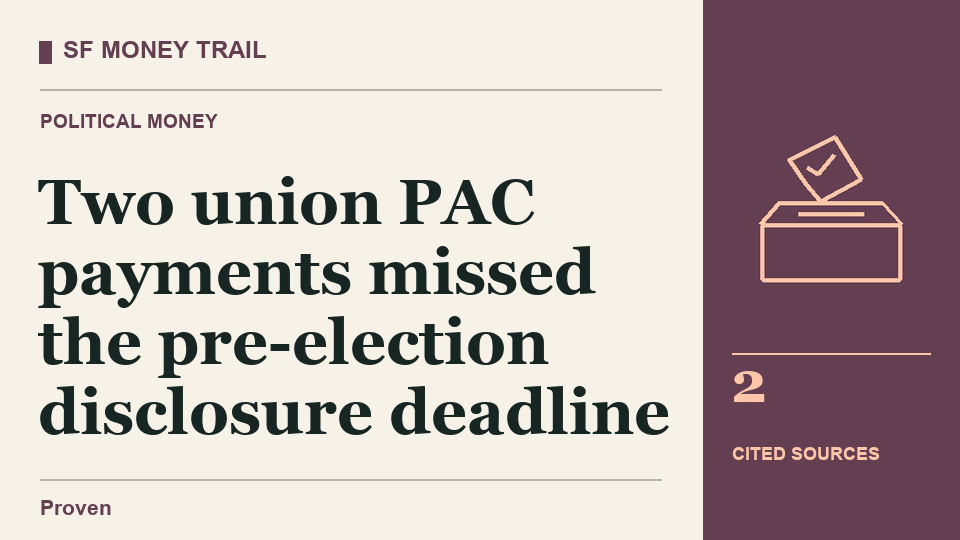 SF MONEY TRAIL
POLITICAL MONEY
Two union PAC
payments missed
the pre-election
disclosure deadline
Proven
2
CITED SOURCES